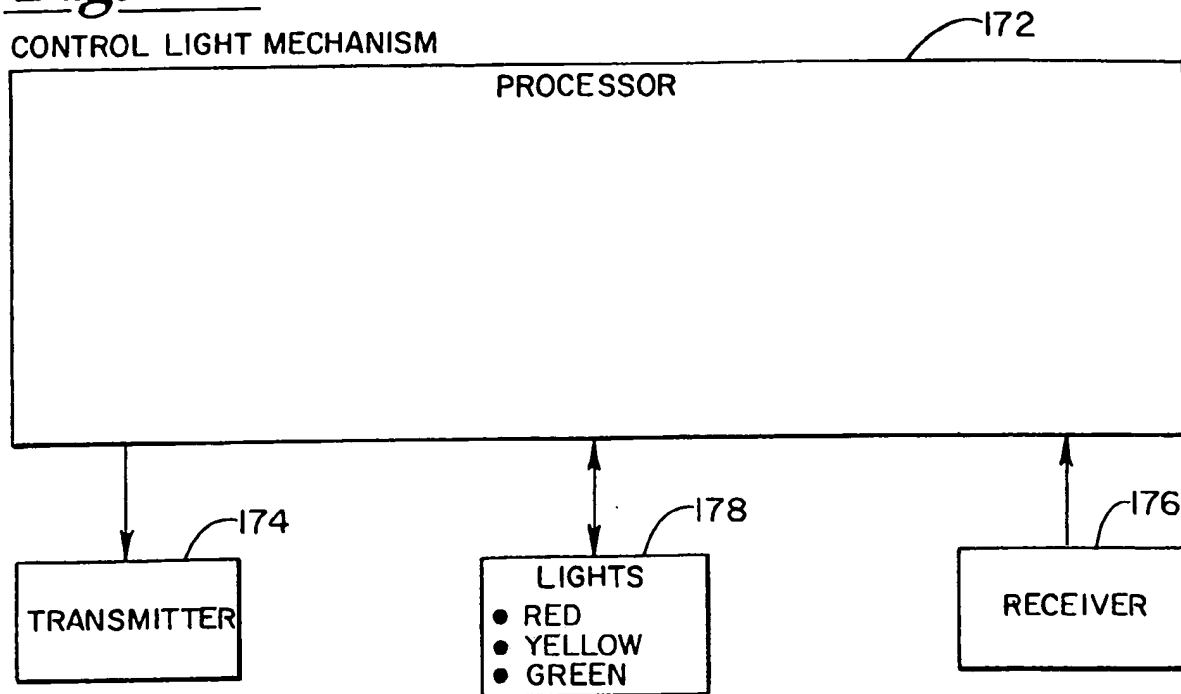 CONTROL LIGHT MECHANISM
172
PROCESSOR
174
178
176
TRANSMITTER
LIGHTS
• RED
• YELLOW
• GREEN
RECEIVER